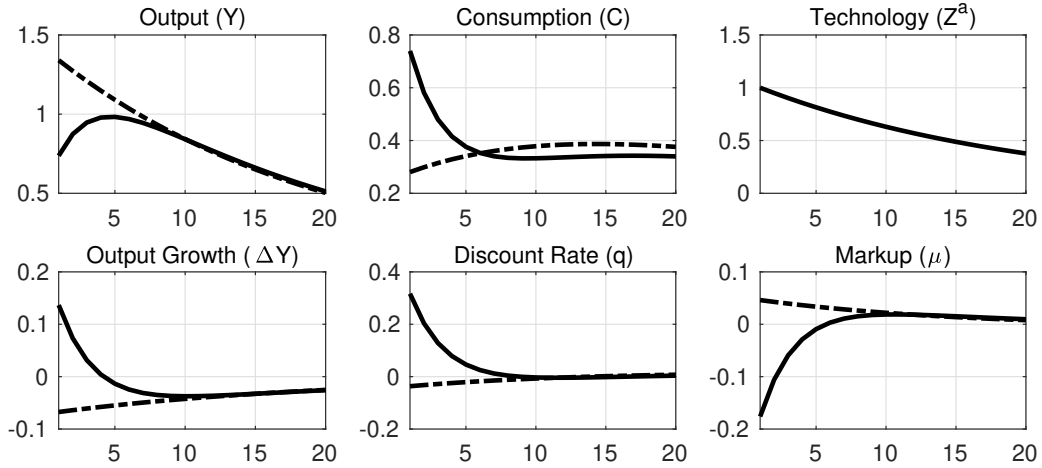 Output (Y)
Consumption (C)
Technology (Z^a)
1.5
1
0.5
5 10 15 20
0.8
0.6
0.4
0.2
5 10 15 20
1.5
1
0.5
0
5 10 15 20
Output Growth ( ΔY)
Discount Rate (q)
Markup (μ)
0.2
0.1
0
-0.1
5 10 15 20
0.4
0.2
0
-0.2
5 10 15 20
0.1
0
-0.1
-0.2
5 10 15 20